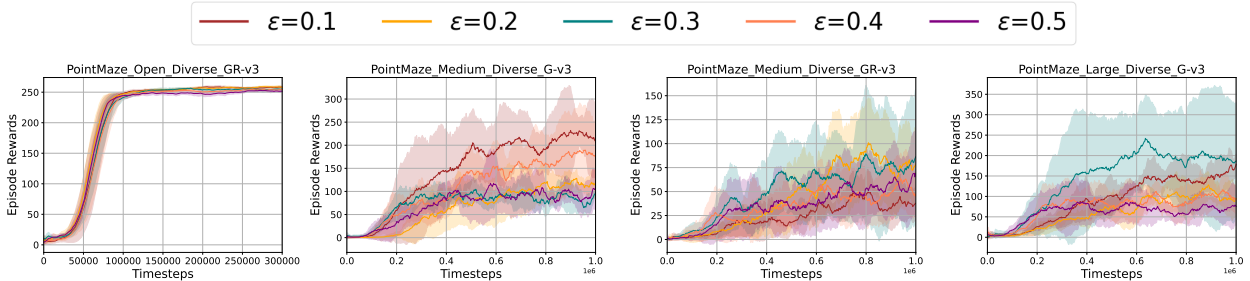 ε=0.1 ε=0.2 ε=0.3 ε=0.4 ε=0.5
PointMaze_Open_Diverse_GR-v3
Episode Rewards
250
200
150
100
50
0
0 50000 100000 150000 200000 250000 300000
Timesteps
PointMaze_Medium_Diverse_G-v3
Episode Rewards
300
250
200
150
100
50
0
0.0 0.2 0.4 0.6 0.8 1.0
Timesteps
1e6
PointMaze_Medium_Diverse_GR-v3
Episode Rewards
150
125
100
75
50
25
0
0.0 0.2 0.4 0.6 0.8 1.0
Timesteps
1e6
PointMaze_Large_Diverse_G-v3
Episode Rewards
350
300
250
200
150
100
50
0
0.0 0.2 0.4 0.6 0.8 1.0
Timesteps
1e6